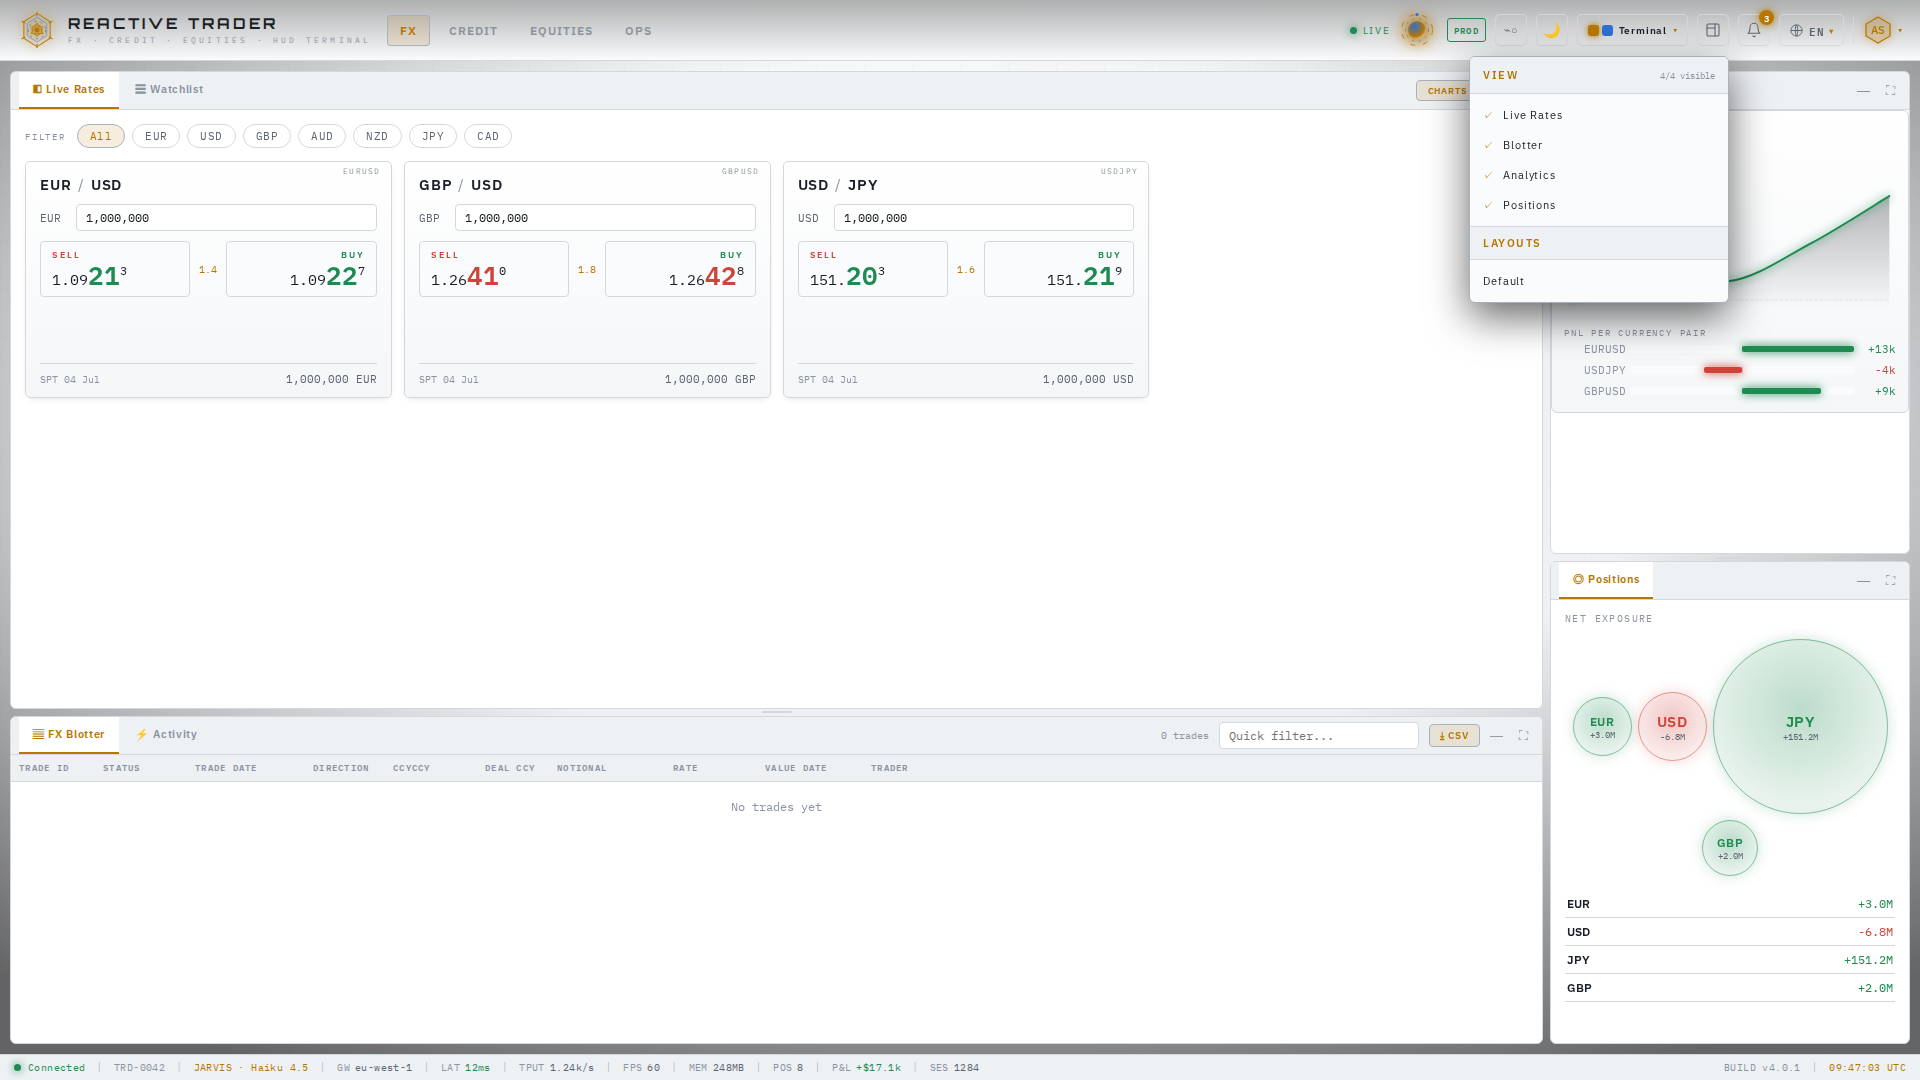 REACTIVE TRADER
FX · CREDIT · EQUITIES · HUD TERMINAL
FX CREDIT EQUITIES OPS
LIVE PROD Terminal 3 EN AS
Live Rates Watchlist CHARTS
VIEW 4/4 visible
Live Rates
Blotter
Analytics
Positions
LAYOUTS
Default
FILTER All EUR USD GBP AUD NZD JPY CAD
EURUSD
EUR / USD
EUR 1,000,000
SELL
1.09213
1.4
BUY
1.09227
SPT 04 Jul 1,000,000 EUR
GBPUSD
GBP / USD
GBP 1,000,000
SELL
1.26410
1.8
BUY
1.26428
SPT 04 Jul 1,000,000 GBP
USDJPY
USD / JPY
USD 1,000,000
SELL
151.203
1.6
BUY
151.219
SPT 04 Jul 1,000,000 USD
PNL PER CURRENCY PAIR
EURUSD +13k
USDJPY -4k
GBPUSD +9k
Positions
NET EXPOSURE
EUR
+3.0M
USD
-6.8M
JPY
+151.2M
GBP
+2.0M
EUR +3.0M
USD -6.8M
JPY +151.2M
GBP +2.0M
FX Blotter Activity 0 trades Quick filter... CSV
TRADE ID STATUS TRADE DATE DIRECTION CCYCCY DEAL CCY NOTIONAL RATE VALUE DATE TRADER
No trades yet
Connected | TRD-0042 | JARVIS · Haiku 4.5 | GW eu-west-1 | LAT 12ms | TPUT 1.24k/s | FPS 60 | MEM 248MB | POS 8 | P&L +$17.1k | SES 1284 BUILD v4.0.1 | 09:47:03 UTC